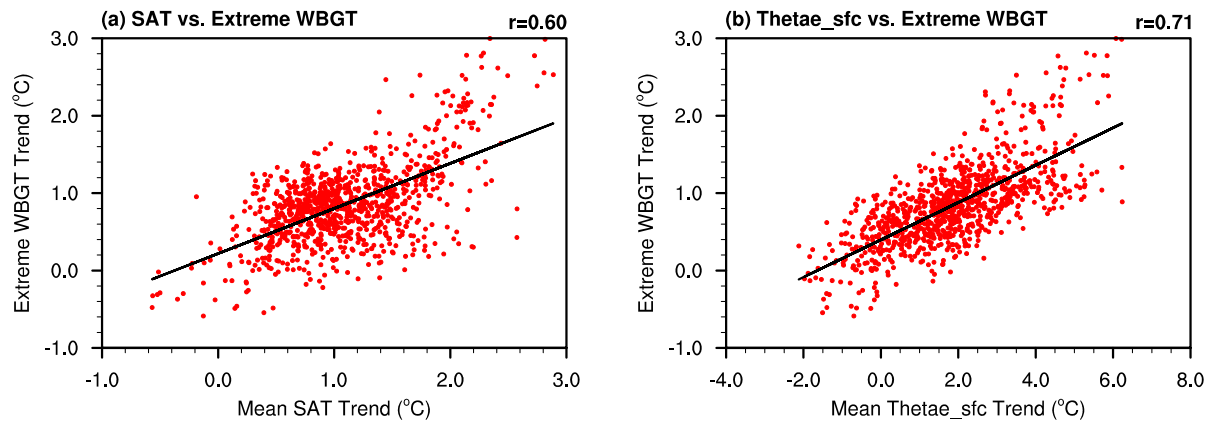 (a) SAT vs. Extreme WBGT
r=0.60
3.0
2.0
1.0
0.0
-1.0
Extreme WBGT Trend (°C)
-1.0 0.0 1.0 2.0 3.0
Mean SAT Trend (°C)
(b) Thetae_sfc vs. Extreme WBGT
r=0.71
3.0
2.0
1.0
0.0
-1.0
Extreme WBGT Trend (°C)
-4.0 -2.0 0.0 2.0 4.0 6.0 8.0
Mean Thetae_sfc Trend (°C)